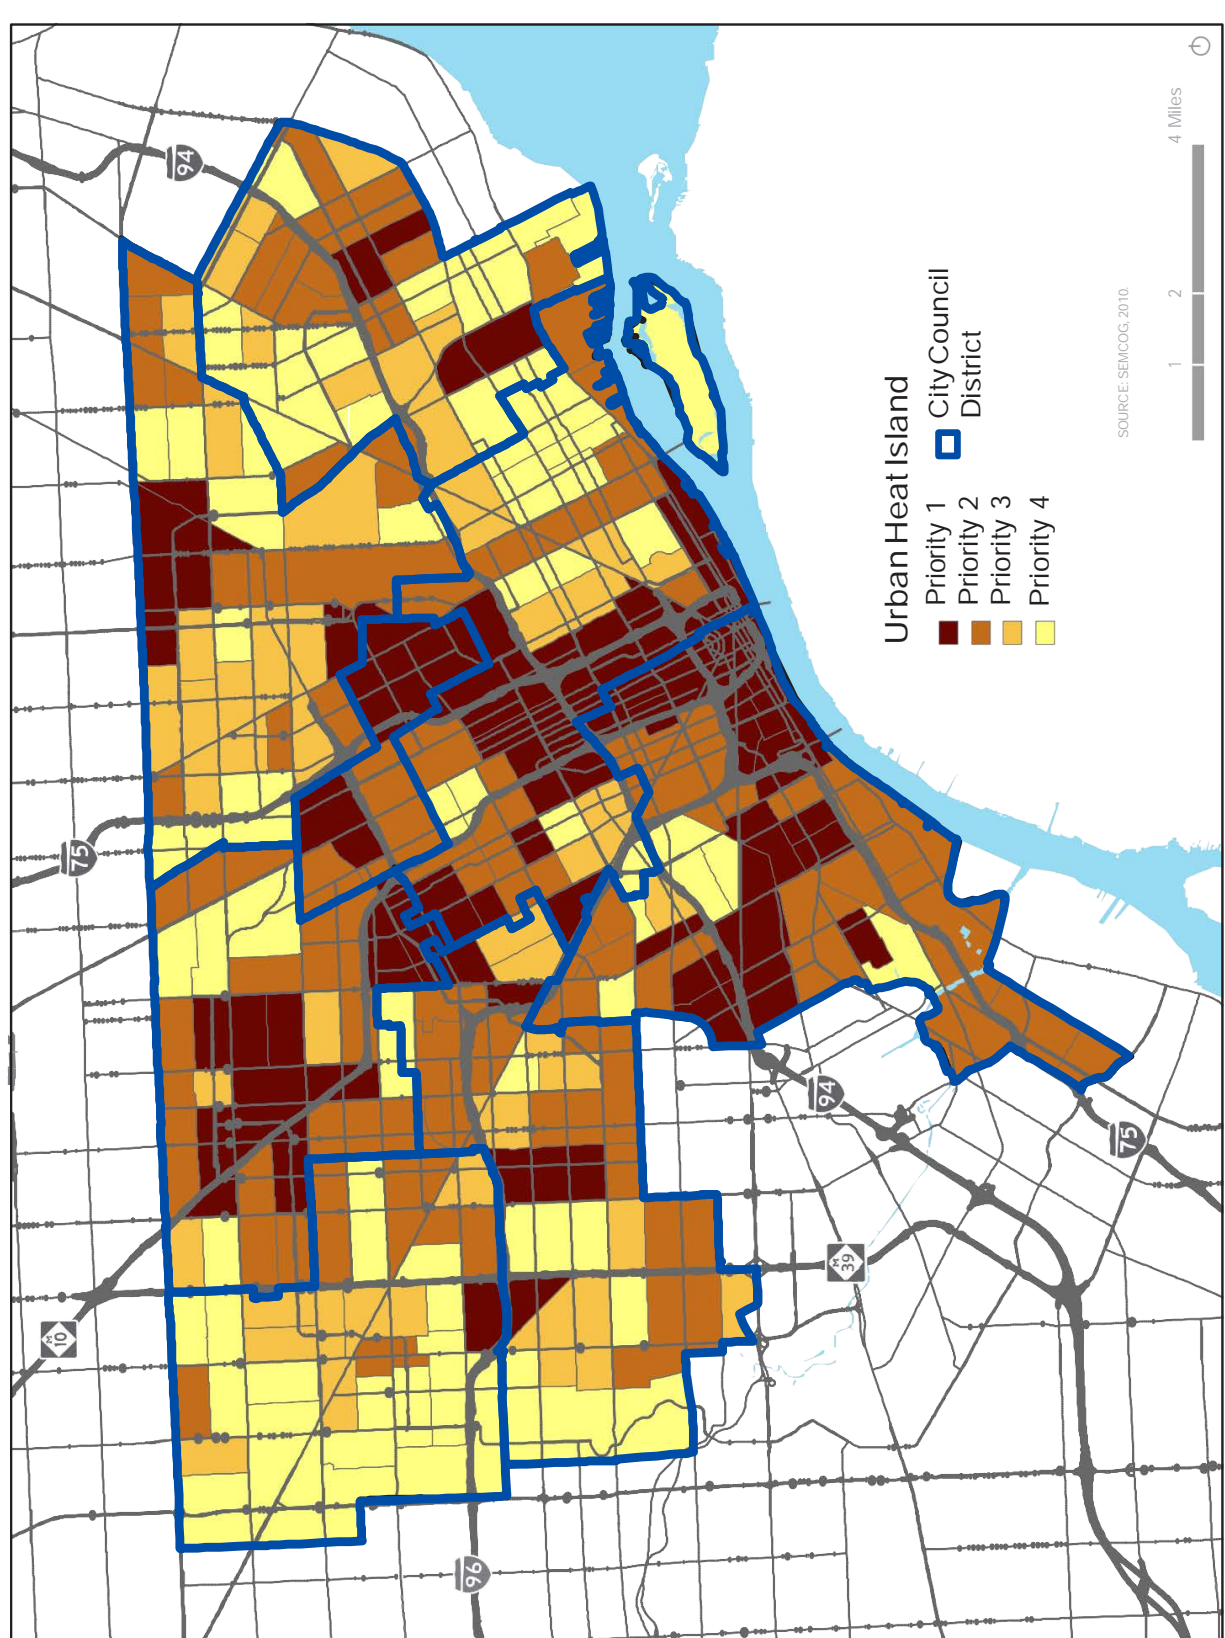 Urban Heat Island
Priority 1
Priority 2
Priority 3
Priority 4
City Council
District
1
2
4 Miles
SOURCE: SEMCOG, 2010.
94
75
M
10
96
94
M
39
75